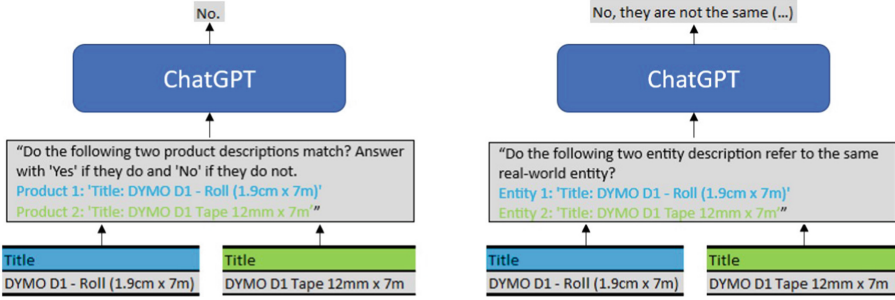 No.
ChatGPT
"Do the following two product descriptions match? Answer
with 'Yes' if they do and 'No' if they do not.
Product 1: 'Title: DYMO D1 - Roll (1.9cm x 7m)'
Product 2: 'Title: DYMO D1 Tape 12mm x 7m'"
Title
DYMO D1 - Roll (1.9cm x 7m)
Title
DYMO D1 Tape 12mm x 7m
No, they are not the same (...)
ChatGPT
"Do the following two entity description refer to the same
real-world entity?
Entity 1: 'Title: DYMO D1 - Roll (1.9cm x 7m)'
Entity 2: 'Title: DYMO D1 Tape 12mm x 7m'"
Title
DYMO D1 - Roll (1.9cm x 7m)
Title
DYMO D1 Tape 12mm x 7m